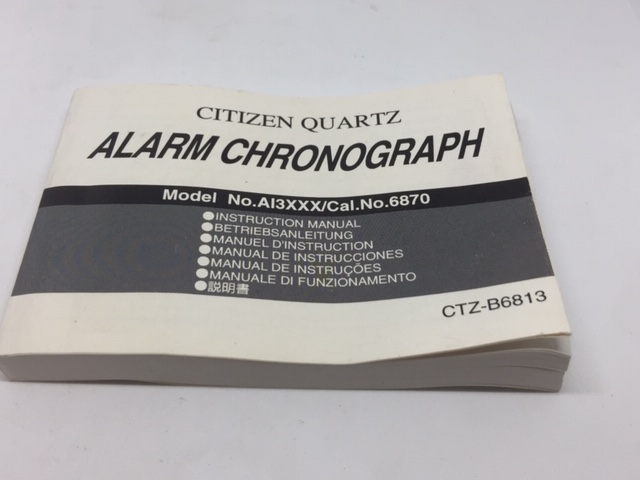 CITIZEN QUARTZ
ALARM CHRONOGRAPH
Model No.AI3XXX/Cal.No.6870
●INSTRUCTION MANUAL
●BETRIEBSANLEITUNG
●MANUEL D'INSTRUCTION
●MANUAL DE INSTRUCCIONES
●MANUAL DE INSTRUÇÕES
●MANUALE DI FUNZIONAMENTO
●説明書
CTZ-B6813